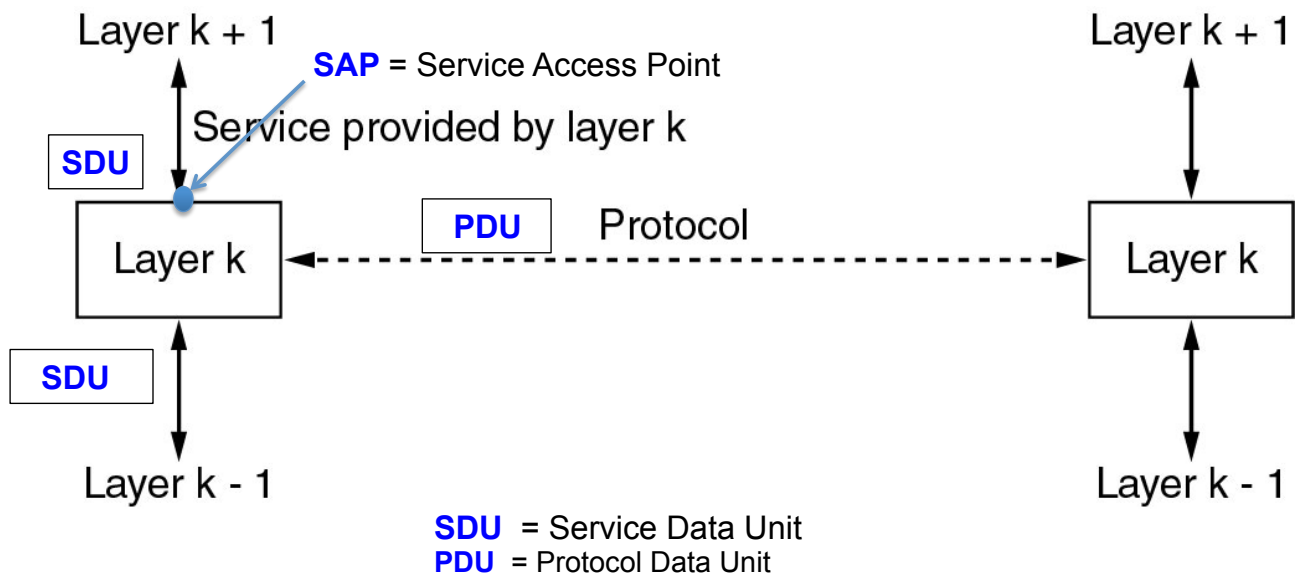 Layer k + 1
Layer k + 1
SAP = Service Access Point
Service provided by layer k
SDU
PDU
Protocol
Layer k
Layer k
SDU
Layer k - 1
Layer k - 1
SDU = Service Data Unit
PDU = Protocol Data Unit